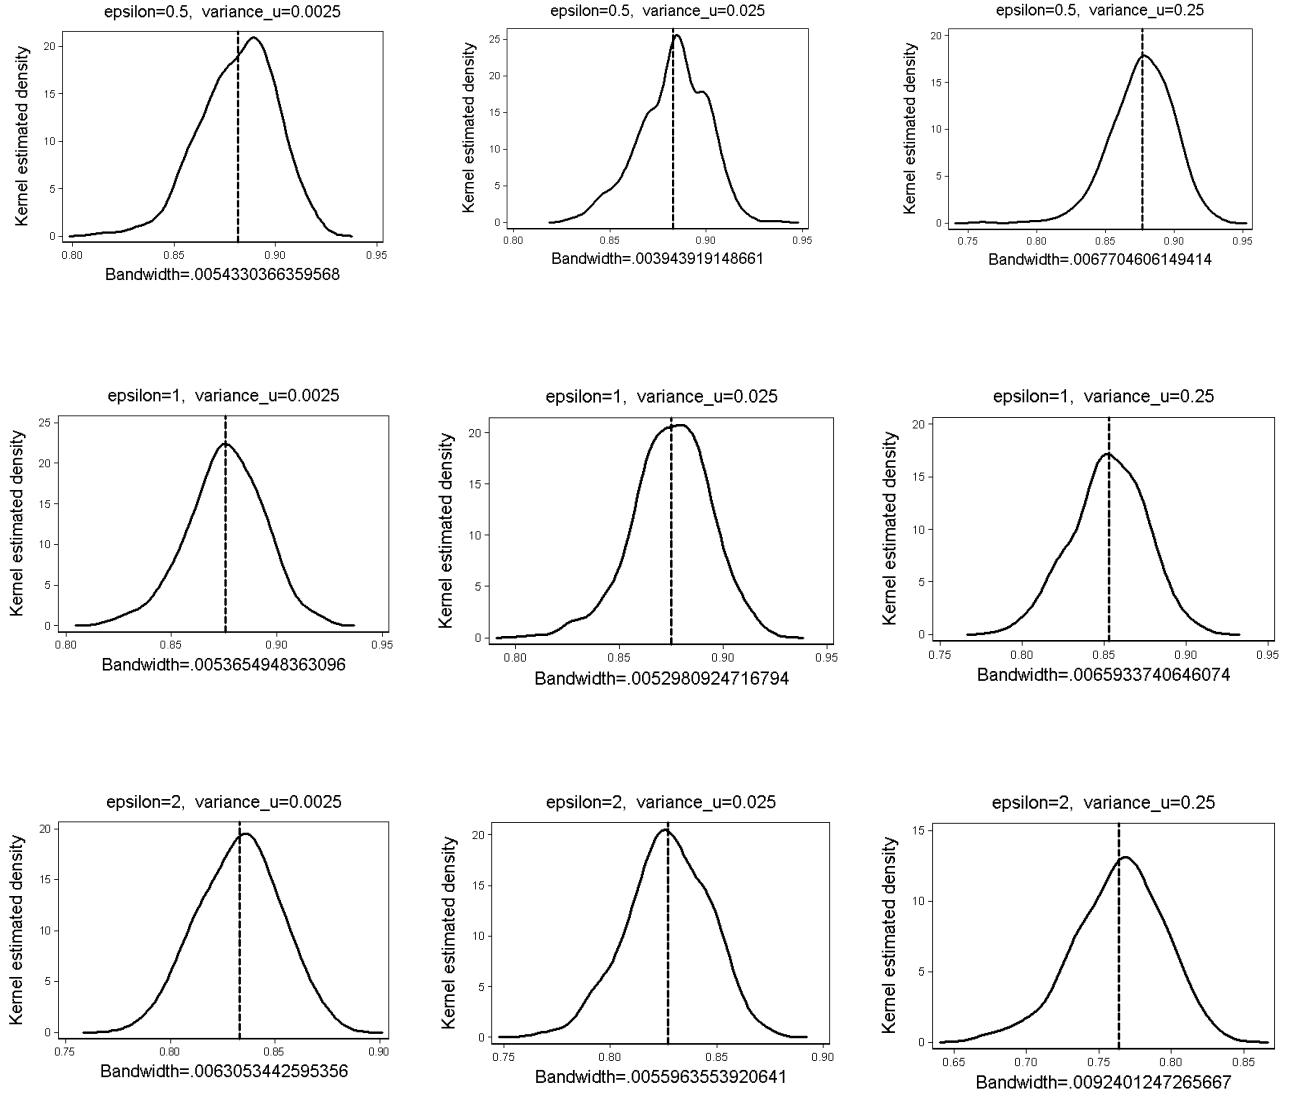 epsilon=0.5, variance_u=0.0025
Kernel estimated density
20
15
10
5
0
0.80 0.85 0.90 0.95
Bandwidth=.0054330366359568
epsilon=0.5, variance_u=0.025
Kernel estimated density
25
20
15
10
5
0
0.80 0.85 0.90 0.95
Bandwidth=.003943919148661
epsilon=0.5, variance_u=0.25
Kernel estimated density
20
15
10
5
0
0.75 0.80 0.85 0.90 0.95
Bandwidth=.0067704606149414
epsilon=1, variance_u=0.0025
Kernel estimated density
25
20
15
10
5
0
0.80 0.85 0.90 0.95
Bandwidth=.0053654948363096
epsilon=1, variance_u=0.025
Kernel estimated density
20
15
10
5
0
0.80 0.85 0.90 0.95
Bandwidth=.0052980924716794
epsilon=1, variance_u=0.25
Kernel estimated density
20
15
10
5
0
0.75 0.80 0.85 0.90 0.95
Bandwidth=.0065933740646074
epsilon=2, variance_u=0.0025
Kernel estimated density
20
15
10
5
0
0.75 0.80 0.85 0.90
Bandwidth=.0063053442595356
epsilon=2, variance_u=0.025
Kernel estimated density
20
15
10
5
0
0.75 0.80 0.85 0.90
Bandwidth=.0055963553920641
epsilon=2, variance_u=0.25
Kernel estimated density
15
10
5
0
0.65 0.70 0.75 0.80 0.85
Bandwidth=.0092401247265667